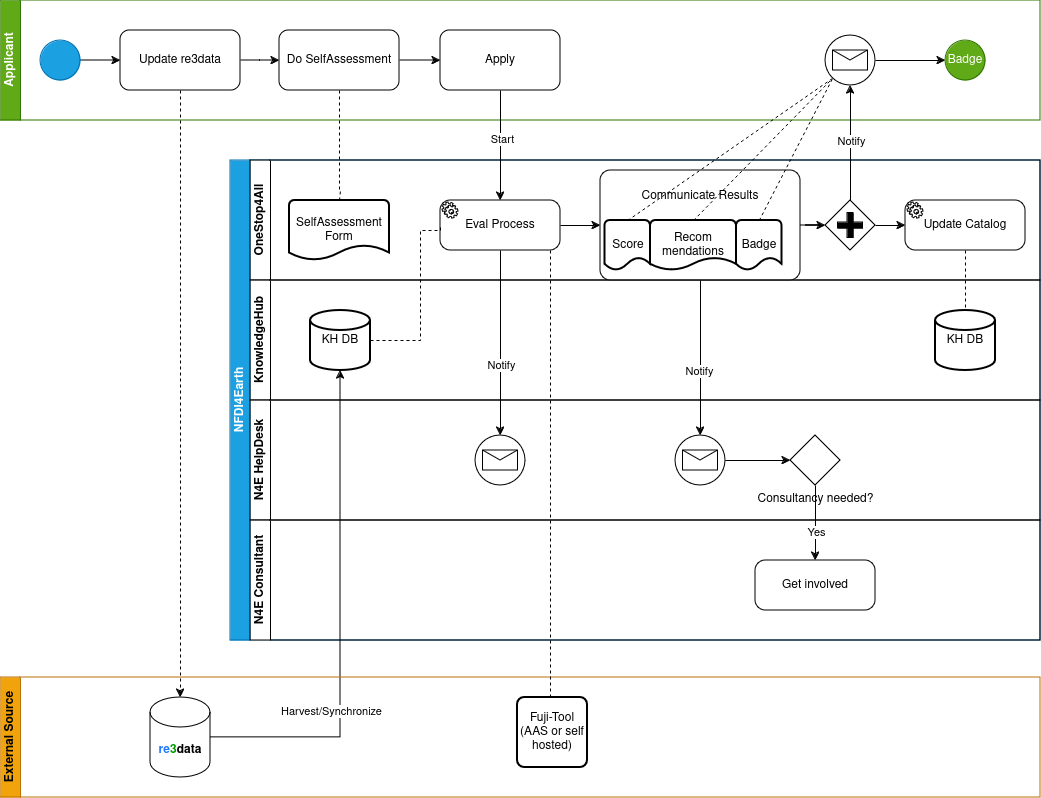 Applicant
Update re3data
Do SelfAssessment
Apply
Badge
Start
Notify
NFDI4Earth
OneStop4All
SelfAssessment
Form
Eval Process
Communicate Results
Score
Recom
mendations
Badge
Update Catalog
KnowledgeHub
KH DB
KH DB
Notify
Notify
N4E HelpDesk
Consultancy needed?
N4E Consultant
Yes
Get involved
External Source
Harvest/Synchronize
re3data
Fuji-Tool
(AAS or self
hosted)